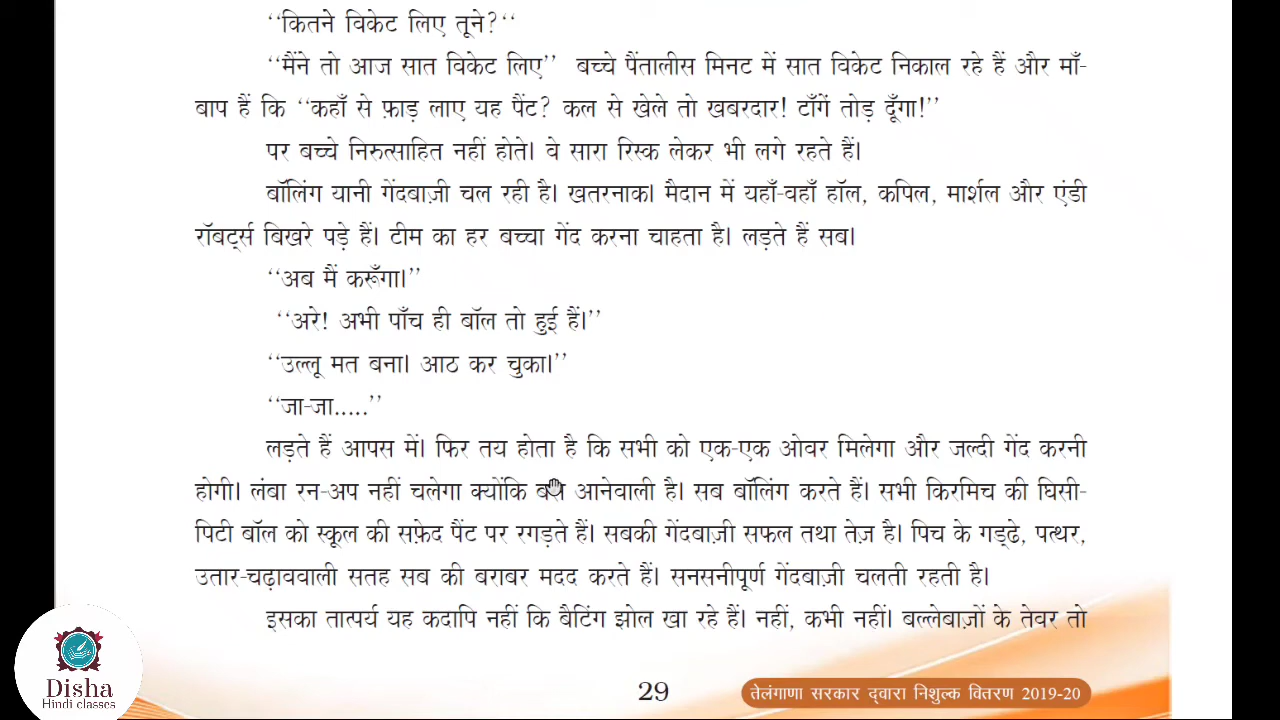 ‘‘कितने विकेट लिए तूने?‘‘
‘‘मैंने तो आज सात विकेट लिए’’ बच्चे पैंतालीस मिनट में सात विकेट निकाल रहे हैं और माँ-
बाप हैं कि ‘‘कहाँ से फ़ाड़ लाए यह पैंट? कल से खेले तो खबरदार! टाँगें तोड़ दूँगा!’’
पर बच्चे निरुत्साहित नहीं होते। वे सारा रिस्क लेकर भी लगे रहते हैं।
बॉलिंग यानी गेंदबाज़ी चल रही है। खतरनाक। मैदान में यहाँ-वहाँ हॉल, कपिल, मार्शल और एंडी
रॉबर्ट्स बिखरे पड़े हैं। टीम का हर बच्चा गेंद करना चाहता है। लड़ते हैं सब।
‘‘अब मैं करूँगा।’’
‘‘अरे! अभी पाँच ही बॉल तो हुई हैं।’’
‘‘उल्लू मत बना। आठ कर चुका।’’
‘‘जा-जा.....’’
लड़ते हैं आपस में। फिर तय होता है कि सभी को एक-एक ओवर मिलेगा और जल्दी गेंद करनी
होगी। लंबा रन-अप नहीं चलेगा क्योंकि बस आनेवाली है। सब बॉलिंग करते हैं। सभी किरमिच की घिसी-
पिटी बॉल को स्कूल की सफ़ेद पैंट पर रगड़ते हैं। सबकी गेंदबाज़ी सफल तथा तेज़ है। पिच के गड्ढे, पत्थर,
उतार-चढ़ाववाली सतह सब की बराबर मदद करते हैं। सनसनीपूर्ण गेंदबाज़ी चलती रहती है।
इसका तात्पर्य यह कदापि नहीं कि बैटिंग झोल खा रहे हैं। नहीं, कभी नहीं। बल्लेबाज़ों के तेवर तो
29
तेलंगाणा सरकार द्वारा निशुल्क वितरण 2019-20
Disha
Hindi classes